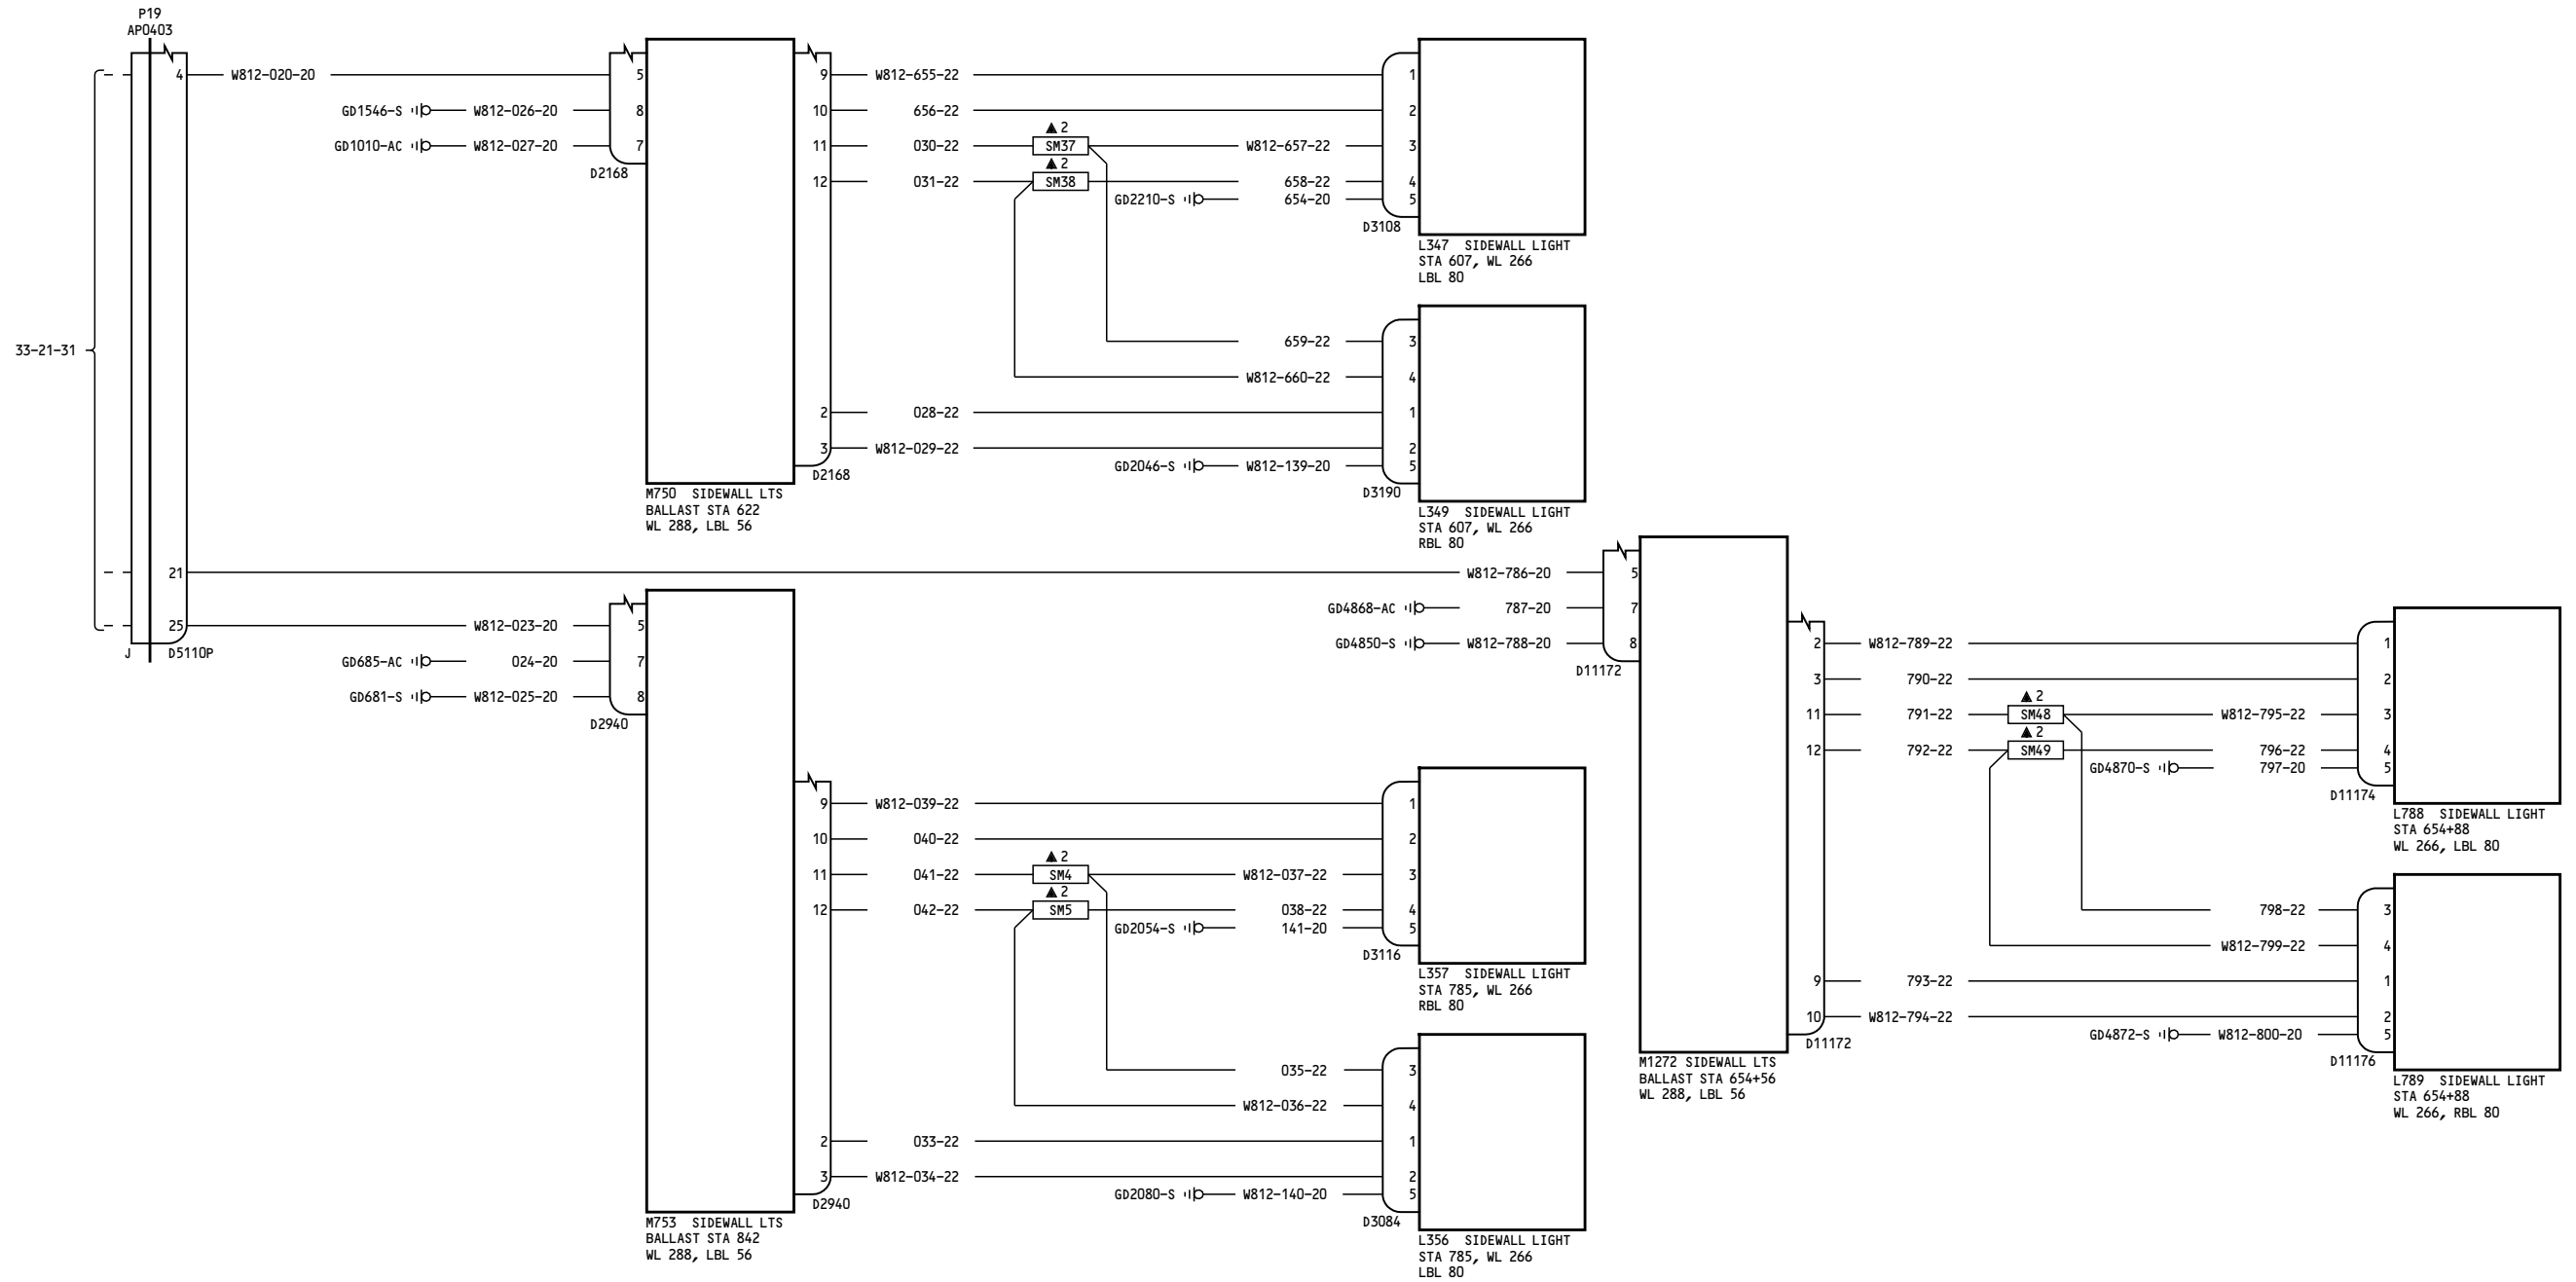 P19
AP0403
4 W812-020-20 5
GD1546-S W812-026-20 8
GD1010-AC W812-027-20 7
D2168
9 W812-655-22 1
10 656-22 2
2
11 030-22 SM37 W812-657-22 3
2
12 031-22 SM38 658-22 4
GD2210-S 654-20 5
D3108
L347 SIDEWALL LIGHT
STA 607, WL 266
LBL 80
33-21-31
659-22 3
W812-660-22 4
2 028-22 1
3 W812-029-22 2
GD2046-S W812-139-20 5
D2168
D3190
M750 SIDEWALL LTS
BALLAST STA 622
WL 288, LBL 56
L349 SIDEWALL LIGHT
STA 607, WL 266
RBL 80
21 W812-786-20 5
GD4868-AC 787-20 7
GD4850-S W812-788-20 8
D11172
25 W812-023-20 5
J D5110P
GD685-AC 024-20 7
GD681-S W812-025-20 8
D2940
2 W812-789-22 1
3 790-22 2
2
11 791-22 SM48 W812-795-22 3
2
12 792-22 SM49 796-22 4
GD4870-S 797-20 5
D11174
L788 SIDEWALL LIGHT
STA 654+88
WL 266, LBL 80
9 W812-039-22 1
10 040-22 2
2
11 041-22 SM4 W812-037-22 3
2
12 042-22 SM5 038-22 4
GD2054-S 141-20 5
D3116
L357 SIDEWALL LIGHT
STA 785, WL 266
RBL 80
798-22 3
W812-799-22 4
9 793-22 1
10 W812-794-22 2
GD4872-S W812-800-20 5
D11172
D11176
M1272 SIDEWALL LTS
BALLAST STA 654+56
WL 288, LBL 56
L789 SIDEWALL LIGHT
STA 654+88
WL 266, RBL 80
035-22 3
W812-036-22 4
2 033-22 1
3 W812-034-22 2
GD2080-S W812-140-20 5
D2940
D3084
M753 SIDEWALL LTS
BALLAST STA 842
WL 288, LBL 56
L356 SIDEWALL LIGHT
STA 785, WL 266
LBL 80